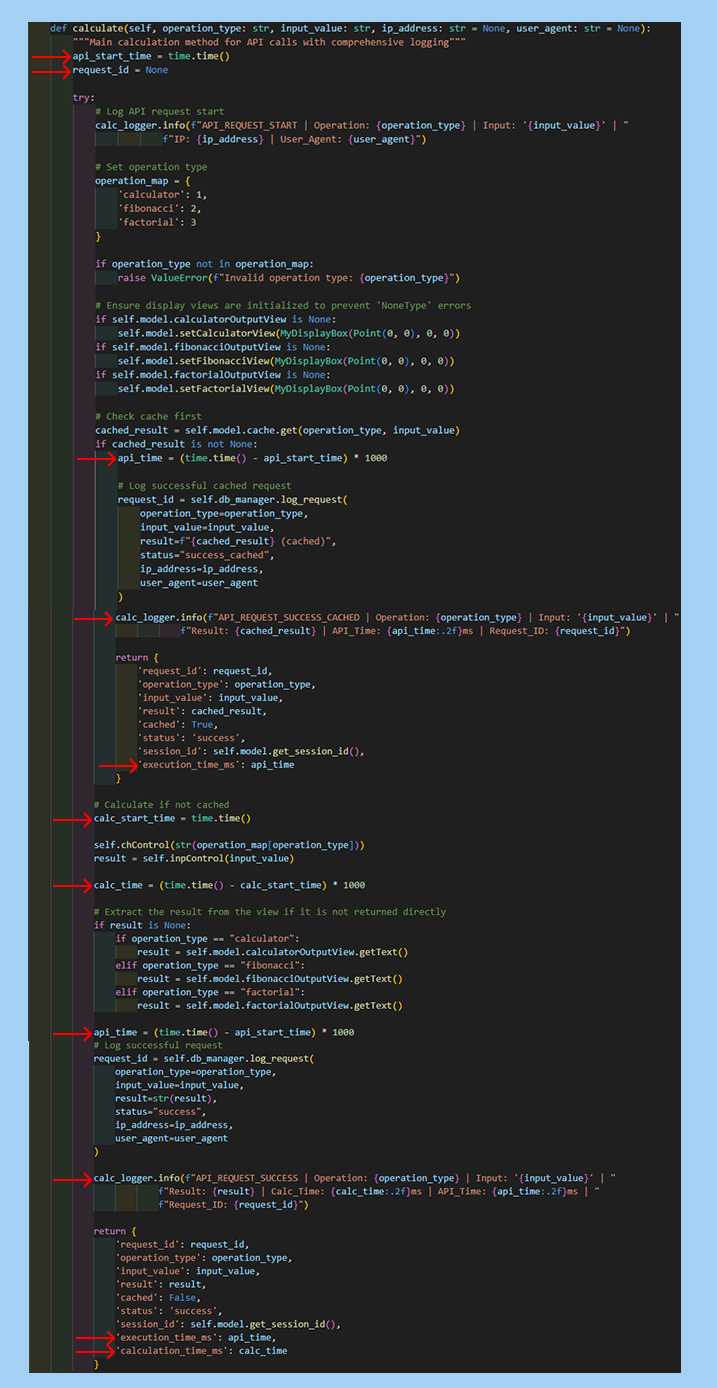 def calculate(self, operation_type: str, input_value: str, ip_address: str = None, user_agent: str = None):
"""Main calculation method for API calls with comprehensive logging"""
api_start_time = time.time()
request_id = None
try:
# Log API request start
calc_logger.info(f"API_REQUEST_START | Operation: {operation_type} | Input: '{input_value}' | "
f"IP: {ip_address} | User_Agent: {user_agent}")
# Set operation type
operation_map = {
'calculator': 1,
'fibonacci': 2,
'factorial': 3
}
if operation_type not in operation_map:
raise ValueError(f"Invalid operation type: {operation_type}")
# Ensure display views are initialized to prevent 'NoneType' errors
if self.model.calculatorOutputView is None:
self.model.setCalculatorView(MyDisplayBox(Point(0, 0), 0, 0))
if self.model.fibonacciOutputView is None:
self.model.setFibonacciView(MyDisplayBox(Point(0, 0), 0, 0))
if self.model.factorialOutputView is None:
self.model.setFactorialView(MyDisplayBox(Point(0, 0), 0, 0))
# Check cache first
cached_result = self.model.cache.get(operation_type, input_value)
if cached_result is not None:
api_time = (time.time() - api_start_time) * 1000
# Log successful cached request
request_id = self.db_manager.log_request(
operation_type=operation_type,
input_value=input_value,
result=f"{cached_result} (cached)",
status="success_cached",
ip_address=ip_address,
user_agent=user_agent
)
calc_logger.info(f"API_REQUEST_SUCCESS_CACHED | Operation: {operation_type} | Input: '{input_value}' | "
f"Result: {cached_result} | API_Time: {api_time:.2f}ms | Request_ID: {request_id}")
return {
'request_id': request_id,
'operation_type': operation_type,
'input_value': input_value,
'result': cached_result,
'cached': True,
'status': 'success',
'session_id': self.model.get_session_id(),
'execution_time_ms': api_time
}
# Calculate if not cached
calc_start_time = time.time()
self.chControl(str(operation_map[operation_type]))
result = self.inpControl(input_value)
calc_time = (time.time() - calc_start_time) * 1000
# Extract the result from the view if it is not returned directly
if result is None:
if operation_type == "calculator":
result = self.model.calculatorOutputView.getText()
elif operation_type == "fibonacci":
result = self.model.fibonacciOutputView.getText()
elif operation_type == "factorial":
result = self.model.factorialOutputView.getText()
api_time = (time.time() - api_start_time) * 1000
# Log successful request
request_id = self.db_manager.log_request(
operation_type=operation_type,
input_value=input_value,
result=str(result),
status="success",
ip_address=ip_address,
user_agent=user_agent
)
calc_logger.info(f"API_REQUEST_SUCCESS | Operation: {operation_type} | Input: '{input_value}' | "
f"Result: {result} | Calc_Time: {calc_time:.2f}ms | API_Time: {api_time:.2f}ms | "
f"Request_ID: {request_id}")
return {
'request_id': request_id,
'operation_type': operation_type,
'input_value': input_value,
'result': result,
'cached': False,
'status': 'success',
'session_id': self.model.get_session_id(),
'execution_time_ms': api_time,
'calculation_time_ms': calc_time
}